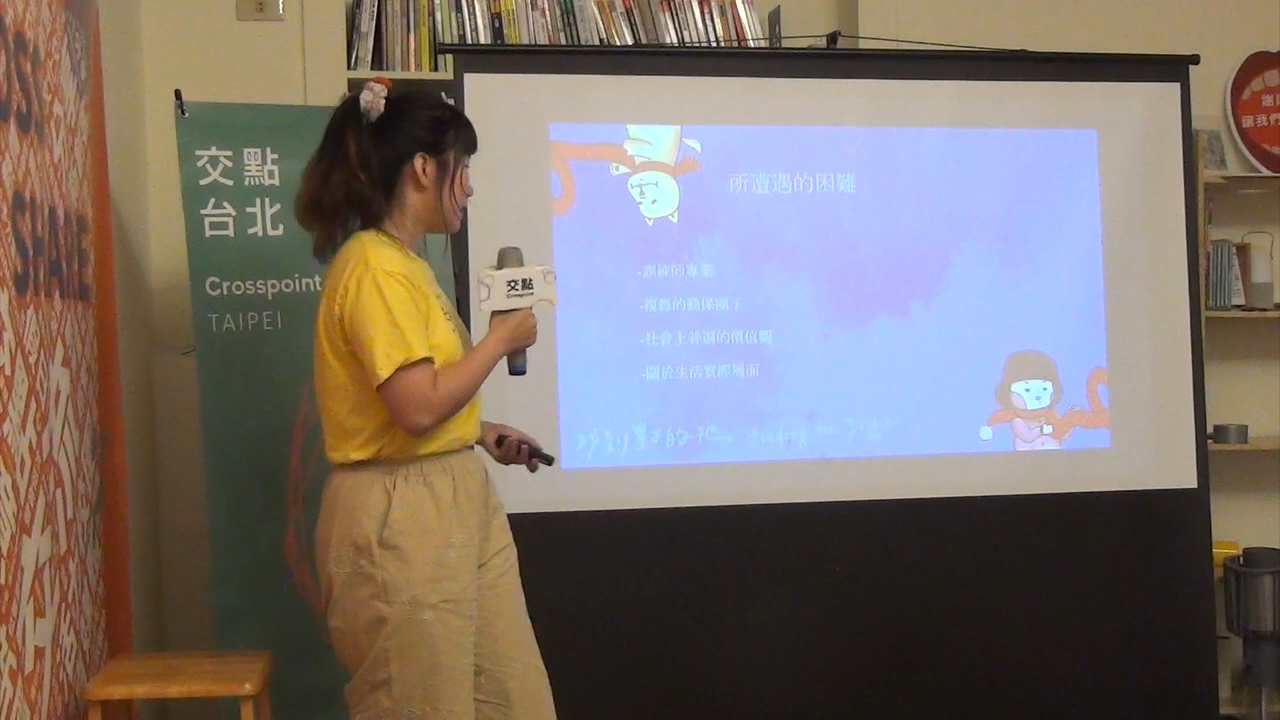 交點
台北
Crosspoint
TAIPEI
交點
Crosspoint
所遭遇的困難
-訓練師專業
-複雜的動保圈子
-社會上普遍的價值觀
-關於生活實際層面
SHARE